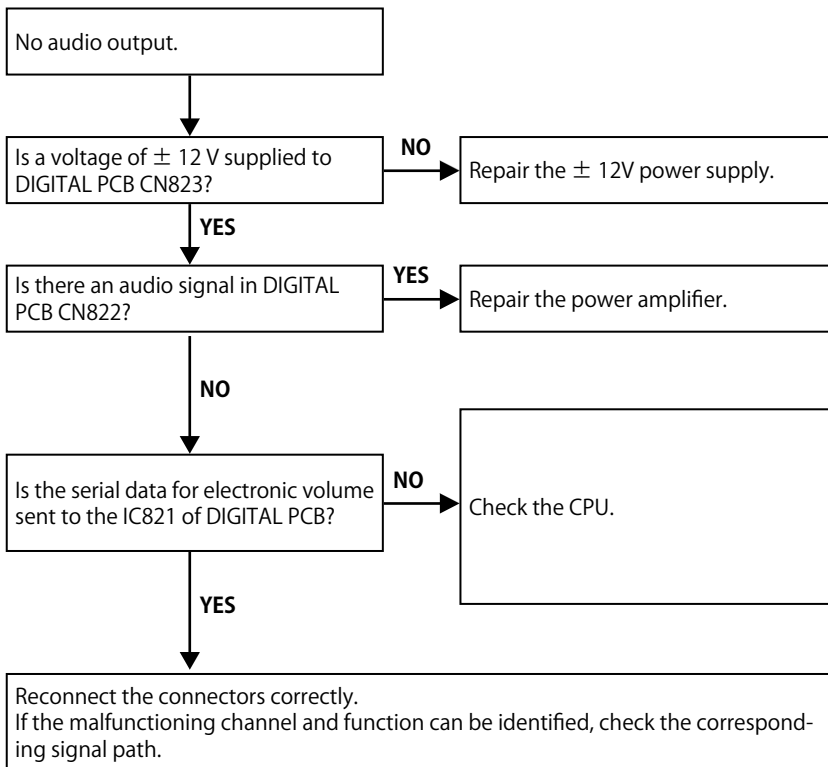 No audio output.
Is a voltage of ± 12 V supplied to
DIGITAL PCB CN823?
NO
Repair the ± 12V power supply.
YES
Is there an audio signal in DIGITAL
PCB CN822?
YES
Repair the power amplifier.
NO
Is the serial data for electronic volume
sent to the IC821 of DIGITAL PCB?
NO
Check the CPU.
YES
Reconnect the connectors correctly.
If the malfunctioning channel and function can be identified, check the correspond-
ing signal path.